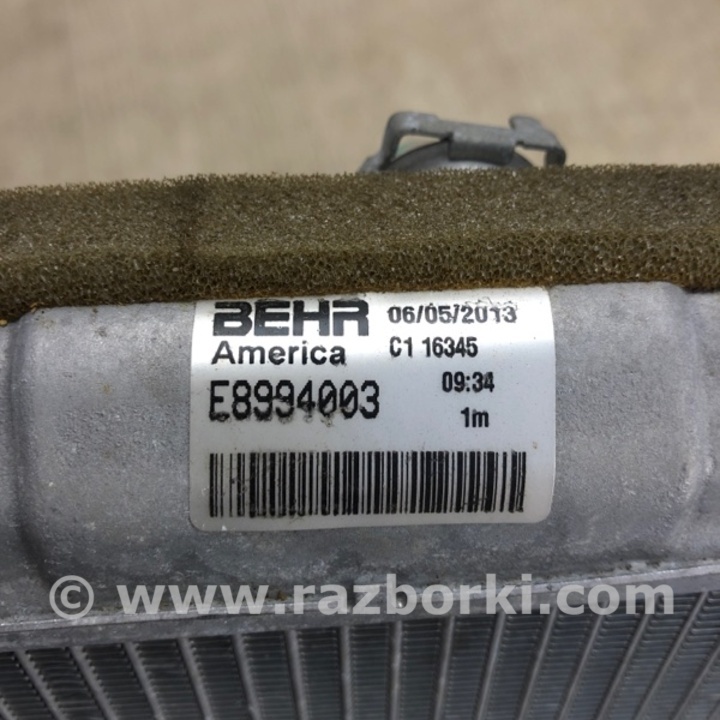 BEHR 06/05/2013
America C1 16345
E8994003 09:34
1m
© www.razborki.com